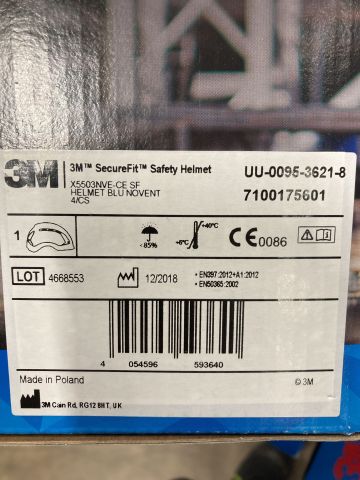 3M
3M™ SecureFit™ Safety Helmet
UU-0095-3621-8
X5503NVE-CE SF
HELMET BLU NOVENT
4/CS
7100175601
1
<85%
+5°C
+40°C
CE 0086
i
LOT 4668553
12/2018
• EN397:2012+A1:2012
• EN50365:2002
4 054596 593640
Made in Poland
© 3M
3M Cain Rd, RG12 8HT, UK